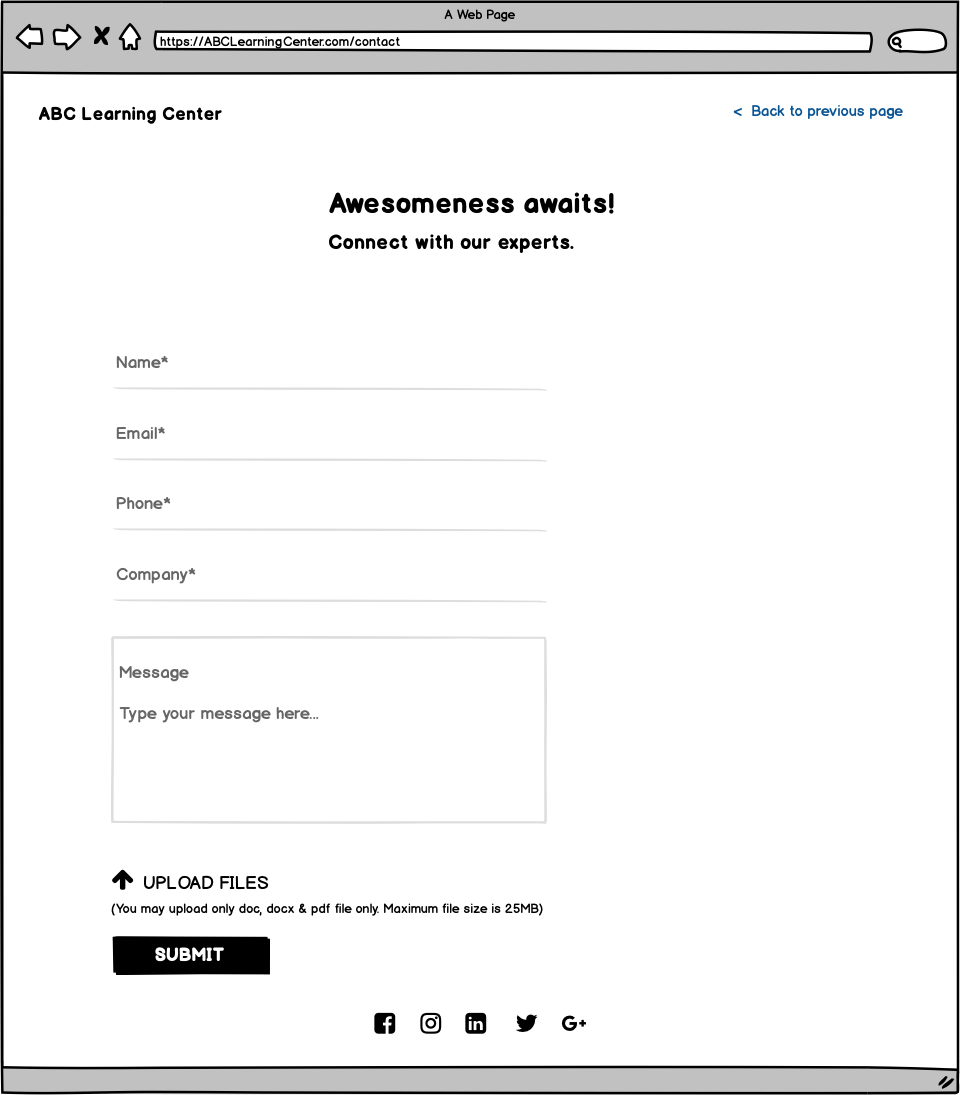 A Web Page
https://ABCLearningCenter.com/contact
ABC Learning Center
< Back to previous page
Awesomeness awaits!
Connect with our experts.
Name*
Email*
Phone*
Company*
Message
Type your message here...
UPLOAD FILES
(You may upload only doc, docx & pdf file only. Maximum file size is 25MB)
SUBMIT